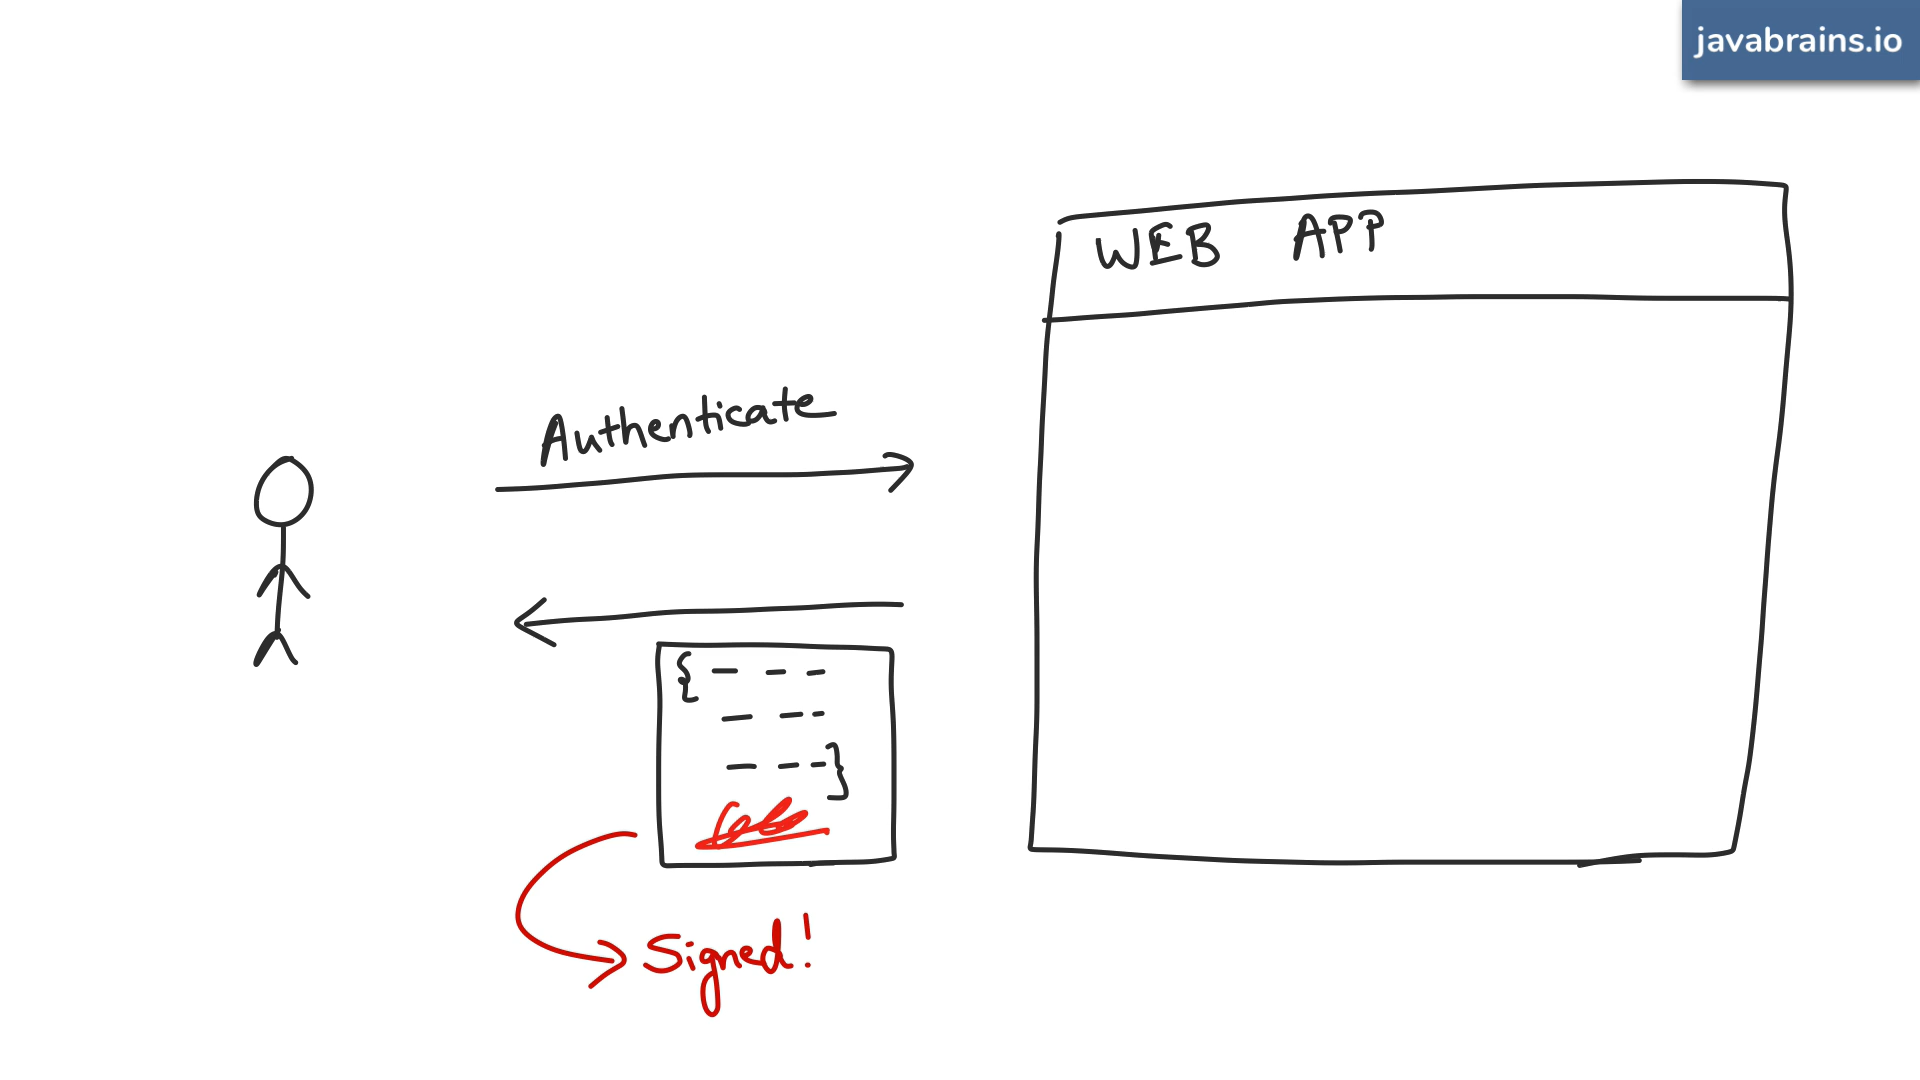 javabrains.io
WEB APP
Authenticate
{
}
Signed!